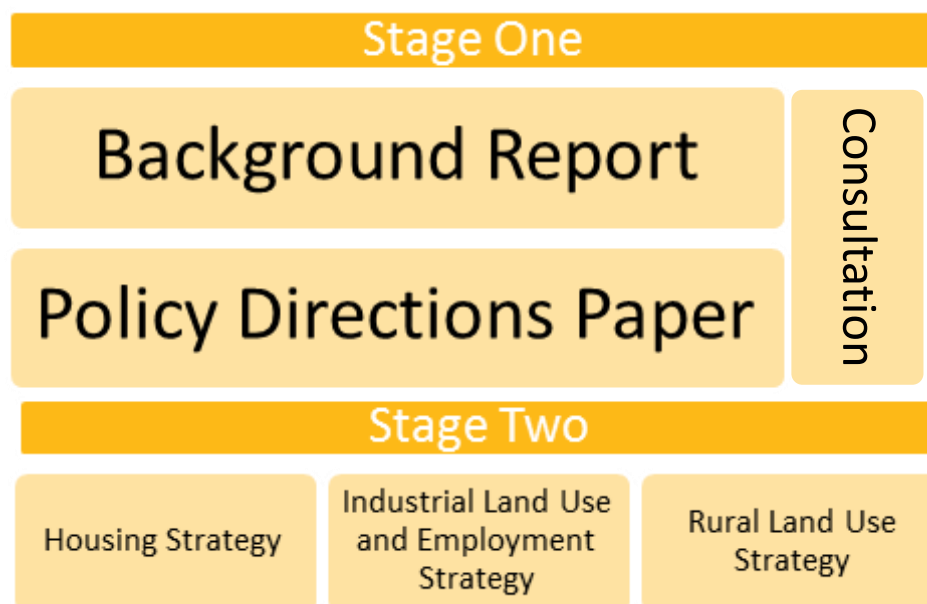 Stage One
Background Report
Consultation
Policy Directions Paper
Stage Two
Housing Strategy
Industrial Land Use
and Employment
Strategy
Rural Land Use
Strategy